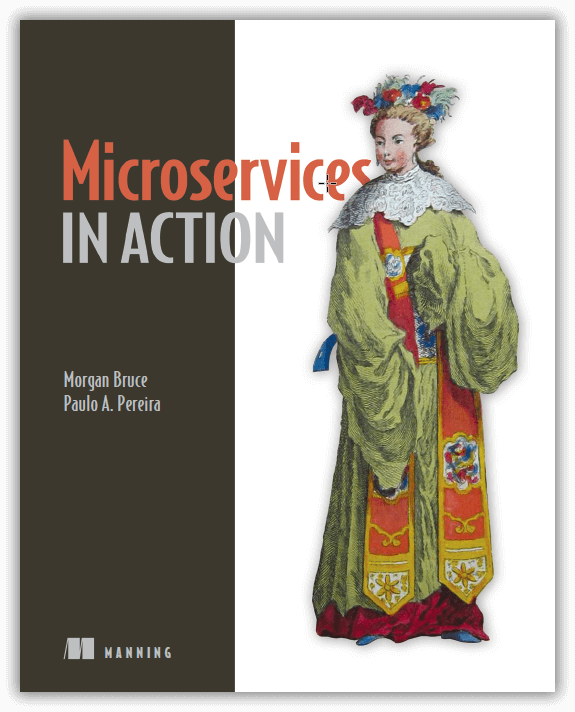 Microservices
IN ACTION
Morgan Bruce
Paulo A. Pereira
MANNING